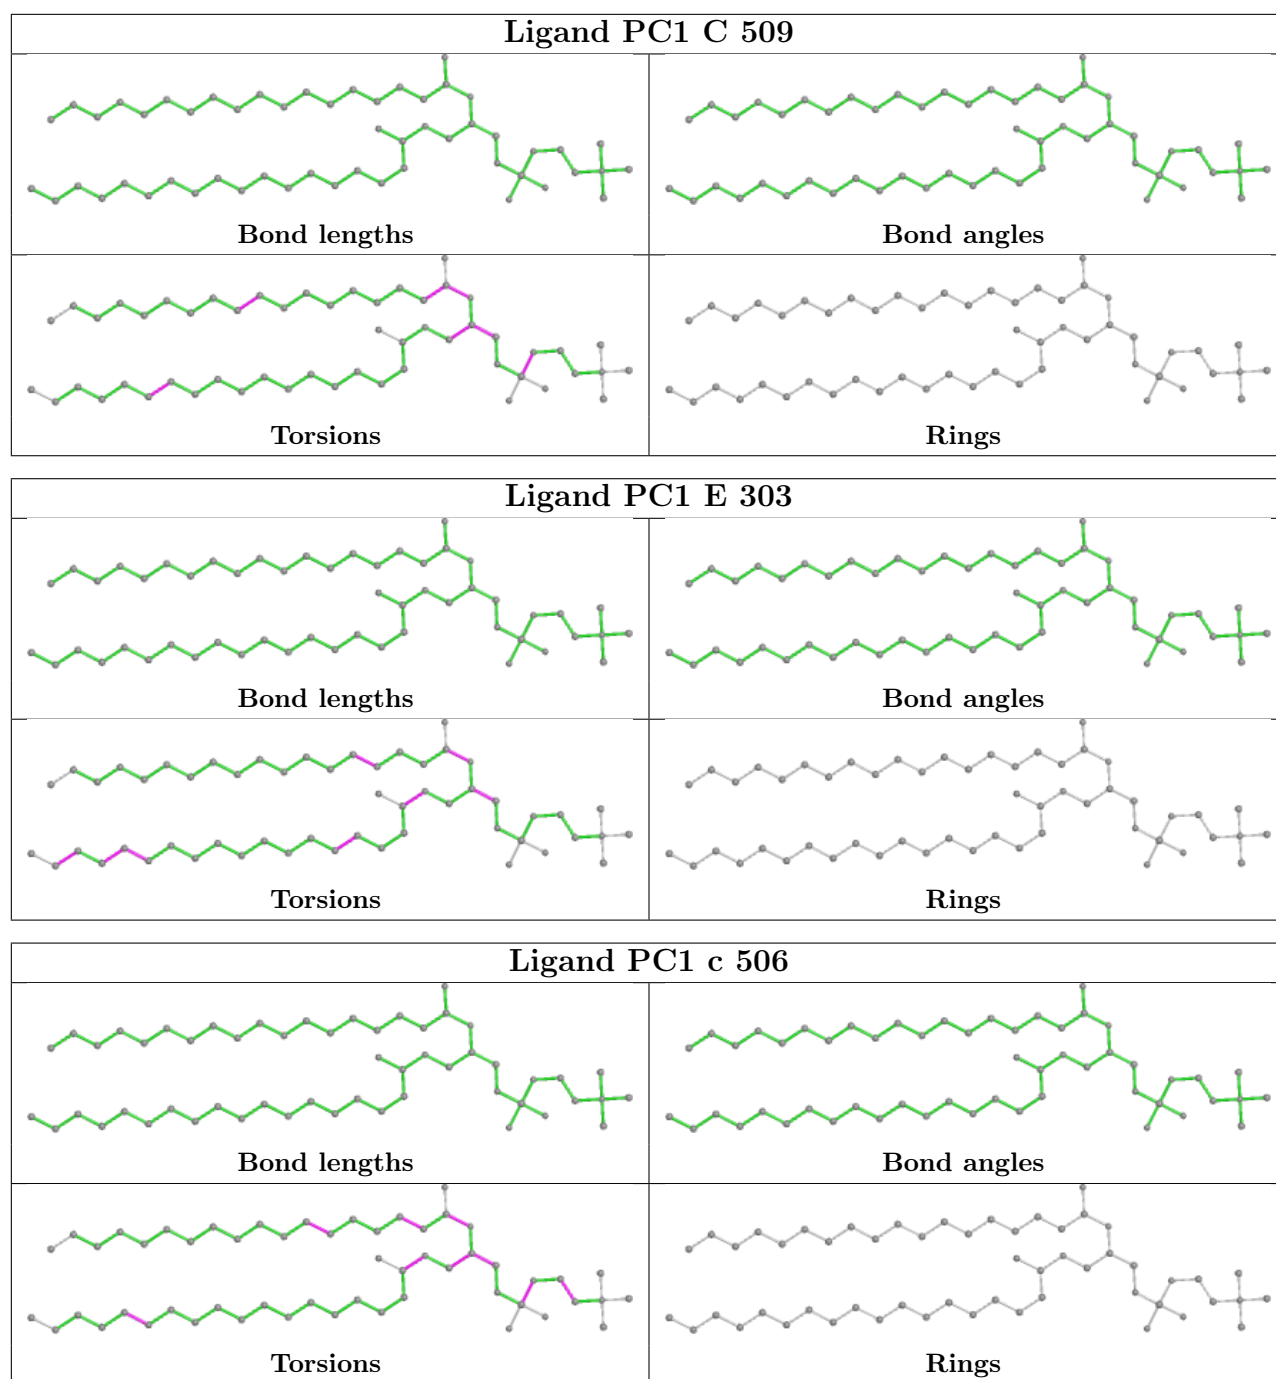 Ligand PC1 C 509
Bond lengths
Bond angles
Torsions
Rings
Ligand PC1 E 303
Bond lengths
Bond angles
Torsions
Rings
Ligand PC1 c 506
Bond lengths
Bond angles
Torsions
Rings